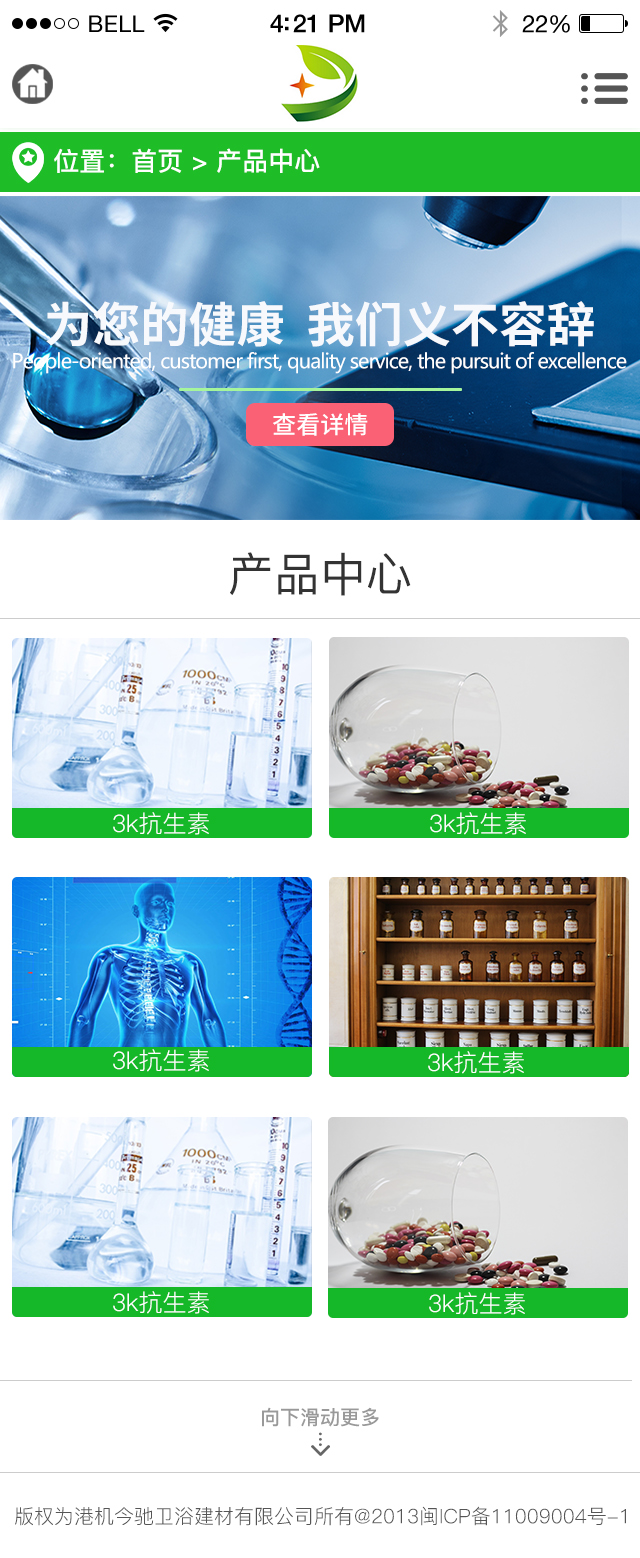 BELL 4:21 PM 22%
位置：首页 > 产品中心
为您的健康 我们义不容辞
People-oriented, customer first, quality service, the pursuit of excellence
查看详情
产品中心
1000
3k抗生素 3k抗生素
3k抗生素 3k抗生素
1000
3k抗生素 3k抗生素
向下滑动更多
版权为港机今驰卫浴建材有限公司所有@2013闽ICP备11009004号-1